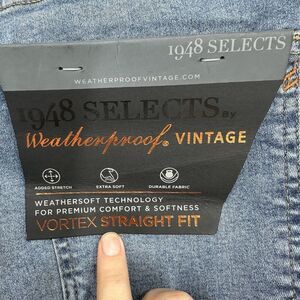 1948 SELECTS
WEATHERPROOFVINTAGE.COM
1948 SELECTS By
Weatherproof® VINTAGE
ADDED STRETCH EXTRA SOFT DURABLE FABRIC
WEATHERSOFT TECHNOLOGY
FOR PREMIUM COMFORT & SOFTNESS
VORTEX STRAIGHT FIT